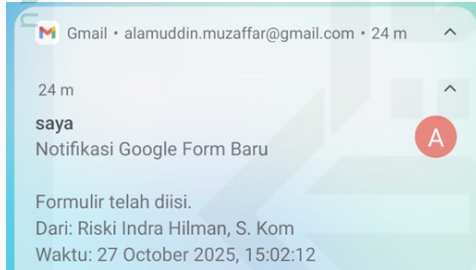 Gmail • alamuddin.muzaffar@gmail.com • 24 m
24 m
saya
A
Notifikasi Google Form Baru
Formulir telah diisi.
Dari: Riski Indra Hilman, S. Kom
Waktu: 27 October 2025, 15:02:12